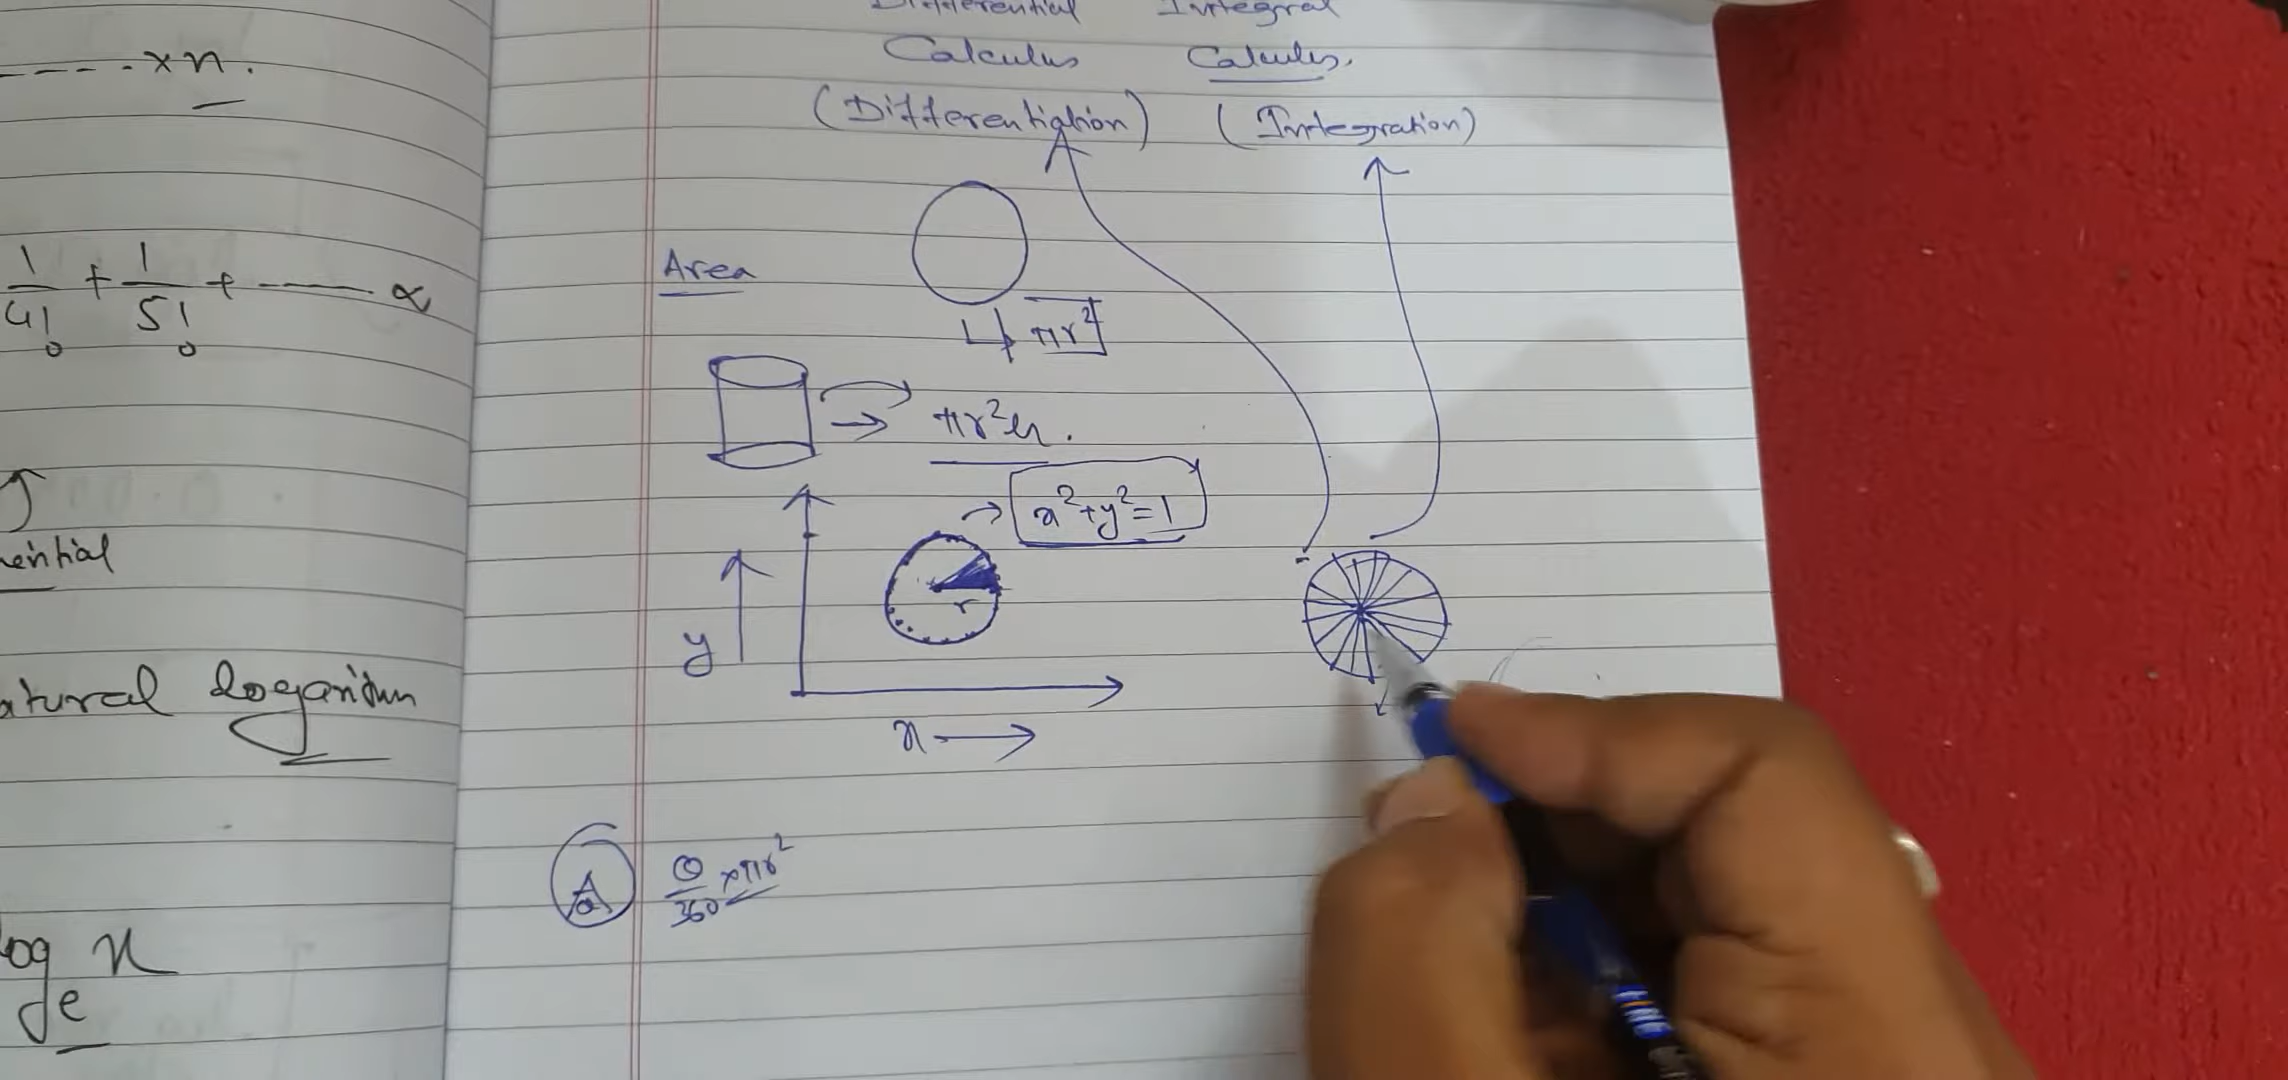 - - - - . × n .
1/4! + 1/5! + ------ ∝
ential
atural logarithm
log_e x
Differential Integral
Calculus Calculus.
(Differentiation) (Integration)
Area
πr²
πr²h.
x²+y²=1
r
y
x
A
θ/360 × πr²